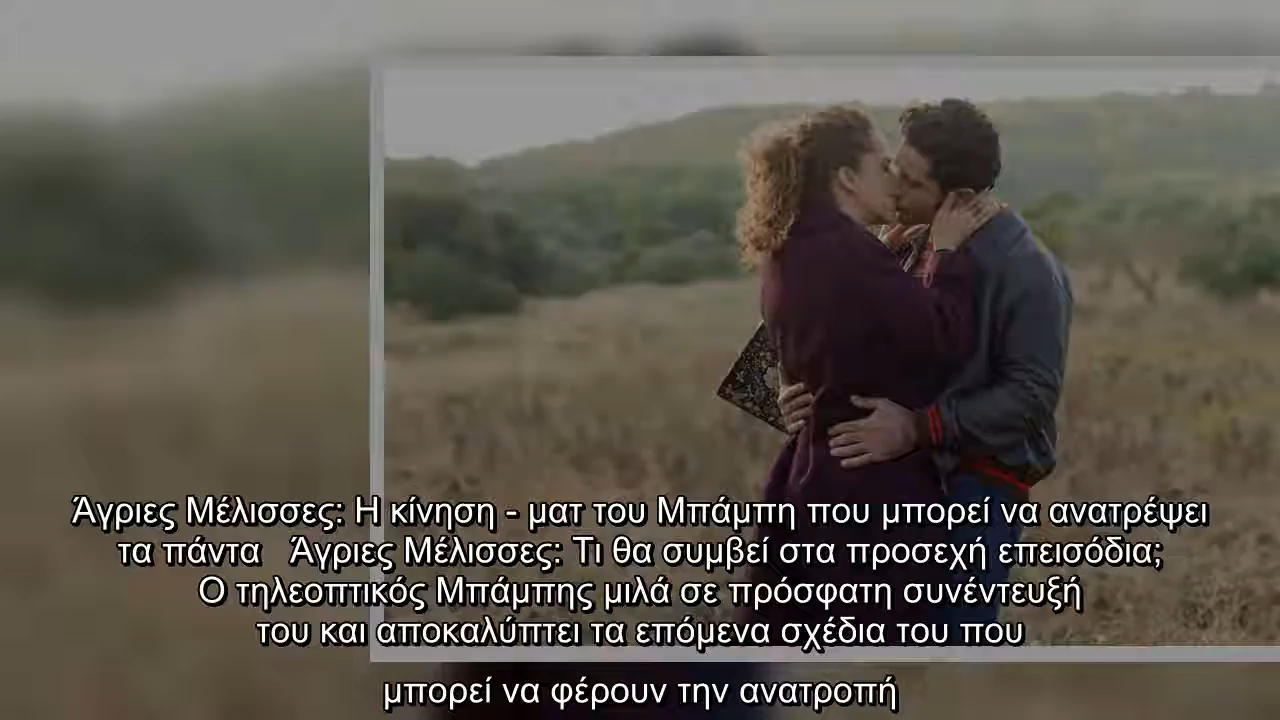 Άγριες Μέλισσες: Η κίνηση - ματ του Μπάμπη που μπορεί να ανατρέψει
τα πάντα   Άγριες Μέλισσες: Τι θα συμβεί στα προσεχή επεισόδια;
Ο τηλεοπτικός Μπάμπης μιλά σε πρόσφατη συνέντευξή
του και αποκαλύπτει τα επόμενα σχέδια του που
μπορεί να φέρουν την ανατροπή